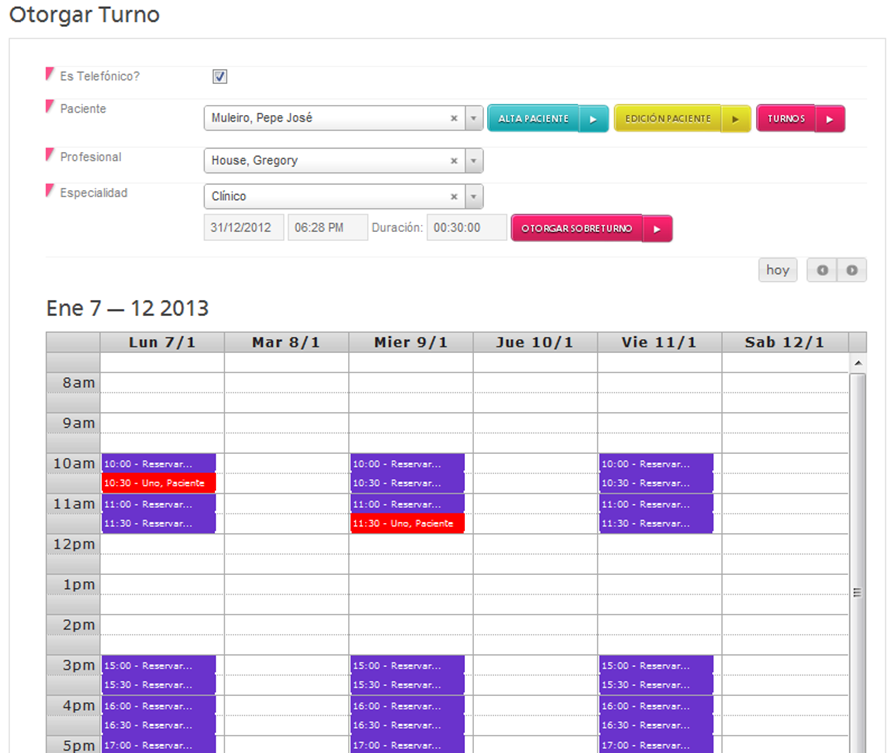 Otorgar Turno
Es Telefónico?
Paciente
Muleiro, Pepe José
ALTA PACIENTE
EDICIÓN PACIENTE
TURNOS
Profesional
House, Gregory
Especialidad
Clínico
31/12/2012 06:28 PM Duración: 00:30:00 OTORGAR SOBRETURNO
hoy
Ene 7 — 12 2013
Lun 7/1 Mar 8/1 Mier 9/1 Jue 10/1 Vie 11/1 Sab 12/1
8am
9am
10am 10:00 - Reservar... 10:00 - Reservar... 10:00 - Reservar...
10:30 - Uno, Paciente 10:30 - Reservar... 10:30 - Reservar...
11am 11:00 - Reservar... 11:00 - Reservar... 11:00 - Reservar...
11:30 - Reservar... 11:30 - Uno, Paciente 11:30 - Reservar...
12pm
1pm
2pm
3pm 15:00 - Reservar... 15:00 - Reservar... 15:00 - Reservar...
15:30 - Reservar... 15:30 - Reservar... 15:30 - Reservar...
4pm 16:00 - Reservar... 16:00 - Reservar... 16:00 - Reservar...
16:30 - Reservar... 16:30 - Reservar... 16:30 - Reservar...
5pm 17:00 - Reservar... 17:00 - Reservar... 17:00 - Reservar...